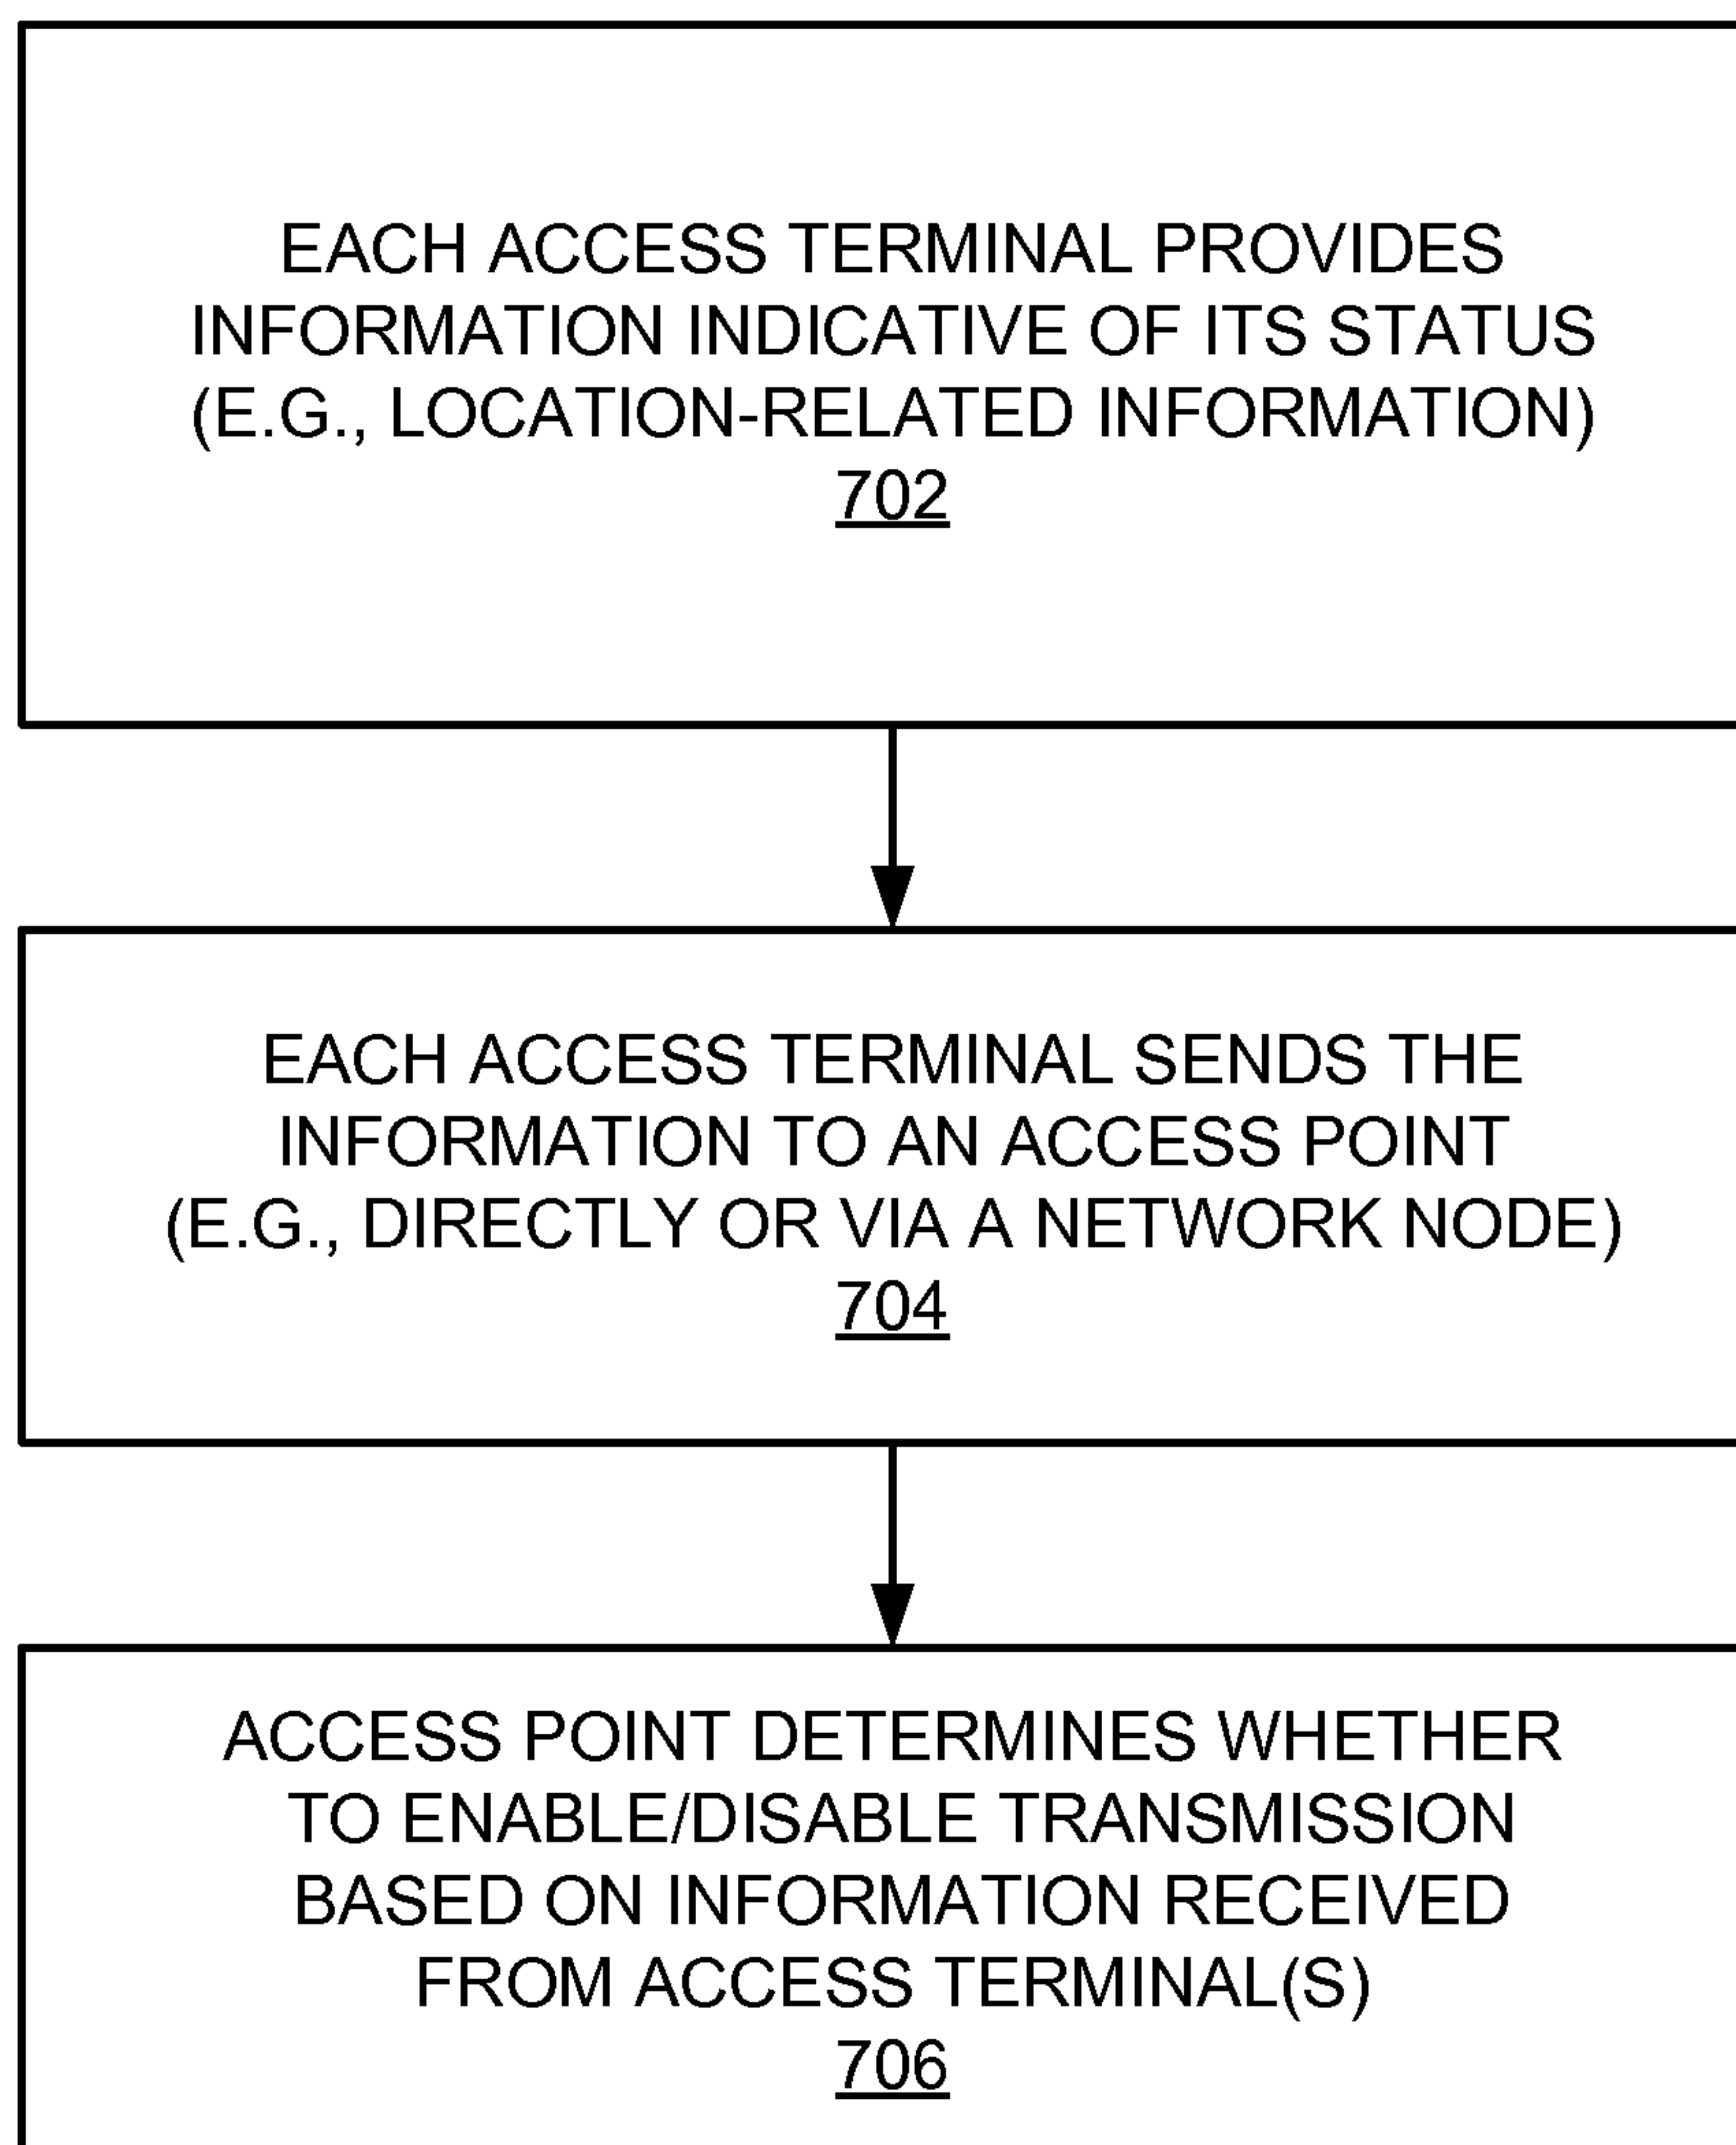 EACH ACCESS TERMINAL PROVIDES
INFORMATION INDICATIVE OF ITS STATUS
(E.G., LOCATION-RELATED INFORMATION)
702
EACH ACCESS TERMINAL SENDS THE
INFORMATION TO AN ACCESS POINT
(E.G., DIRECTLY OR VIA A NETWORK NODE)
704
ACCESS POINT DETERMINES WHETHER
TO ENABLE/DISABLE TRANSMISSION
BASED ON INFORMATION RECEIVED
FROM ACCESS TERMINAL(S)
706